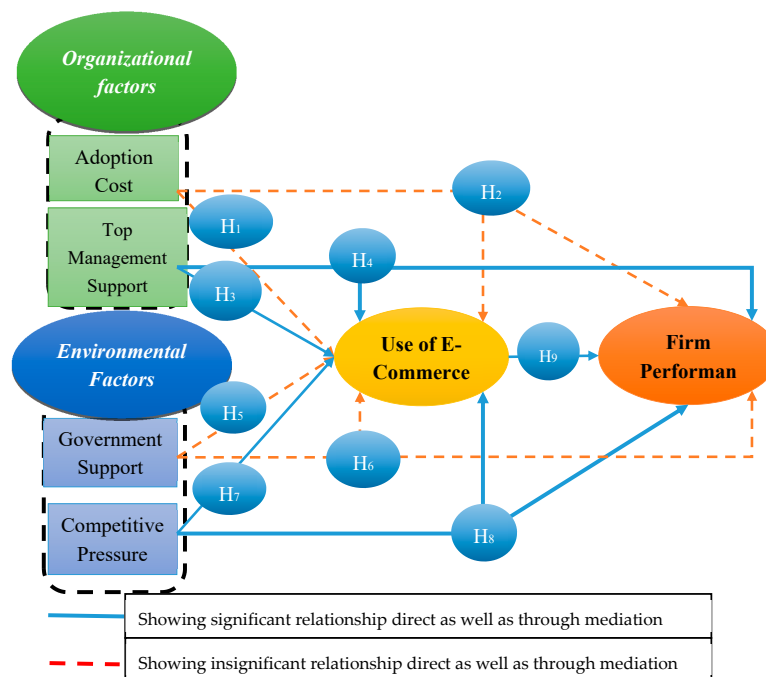 Organizational
factors
Adoption
Cost
H2
H1
Top
Management
Support
H4
H3
Environmental
Factors
Use of E-
Commerce
H9
Firm
Performan
H5
Government
Support
H6
H7
Competitive
Pressure
H8
Showing significant relationship direct as well as through mediation
Showing insignificant relationship direct as well as through mediation